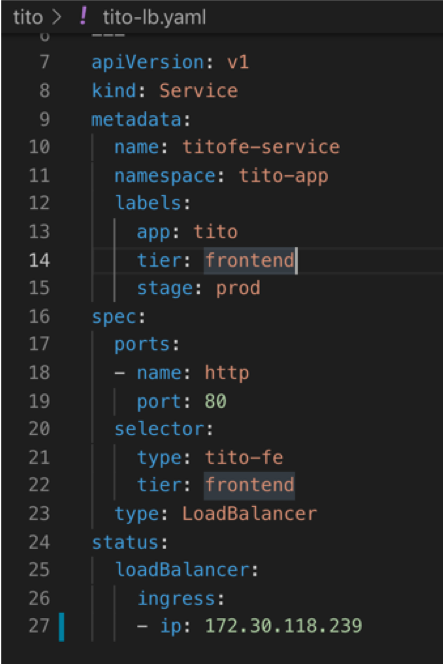 tito > ! tito-lb.yaml
6 ---
7 apiVersion: v1
8 kind: Service
9 metadata:
10   name: titofe-service
11   namespace: tito-app
12   labels:
13     app: tito
14     tier: frontend
15     stage: prod
16 spec:
17   ports:
18   - name: http
19     port: 80
20   selector:
21     type: tito-fe
22     tier: frontend
23   type: LoadBalancer
24 status:
25   loadBalancer:
26     ingress:
27     - ip: 172.30.118.239